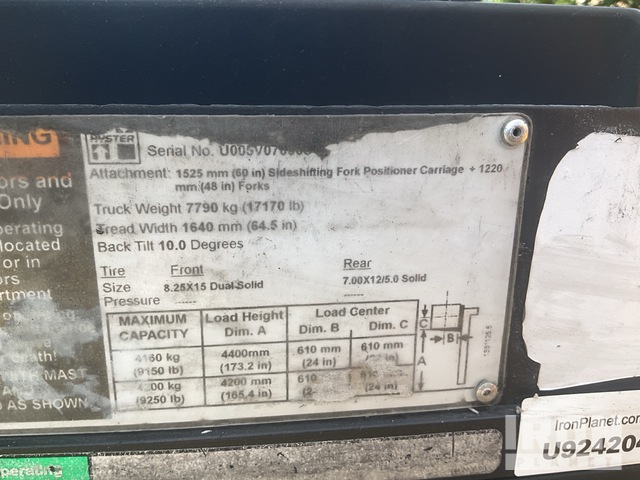 HYSTER
Serial No.
Attachment: 1525 mm (60 in) Sideshifting Fork Positioner Carriage + 1220
mm (48 in) Forks
Truck Weight 7790 kg (17170 lb)
Tread Width 1640 mm (64.5 in)
Back Tilt 10.0 Degrees
Tire Front Rear
Size 8.25X15 Dual Solid 7.00X12/5.0 Solid
Pressure ----- -----
MAXIMUM CAPACITY Load Height Dim. A Load Center Dim. B Dim. C
4160 kg (9150 lb) 4400mm (173.2 in) 610 mm (24 in) 610 mm
(9250 lb) 4200 mm (165.4 in) 610 (24 in)
C
B
A
ors and
Only
perating
located
or in
ts
artment
WITH MAST
AS SHOWN
perating
IronPlanet.com
U924204